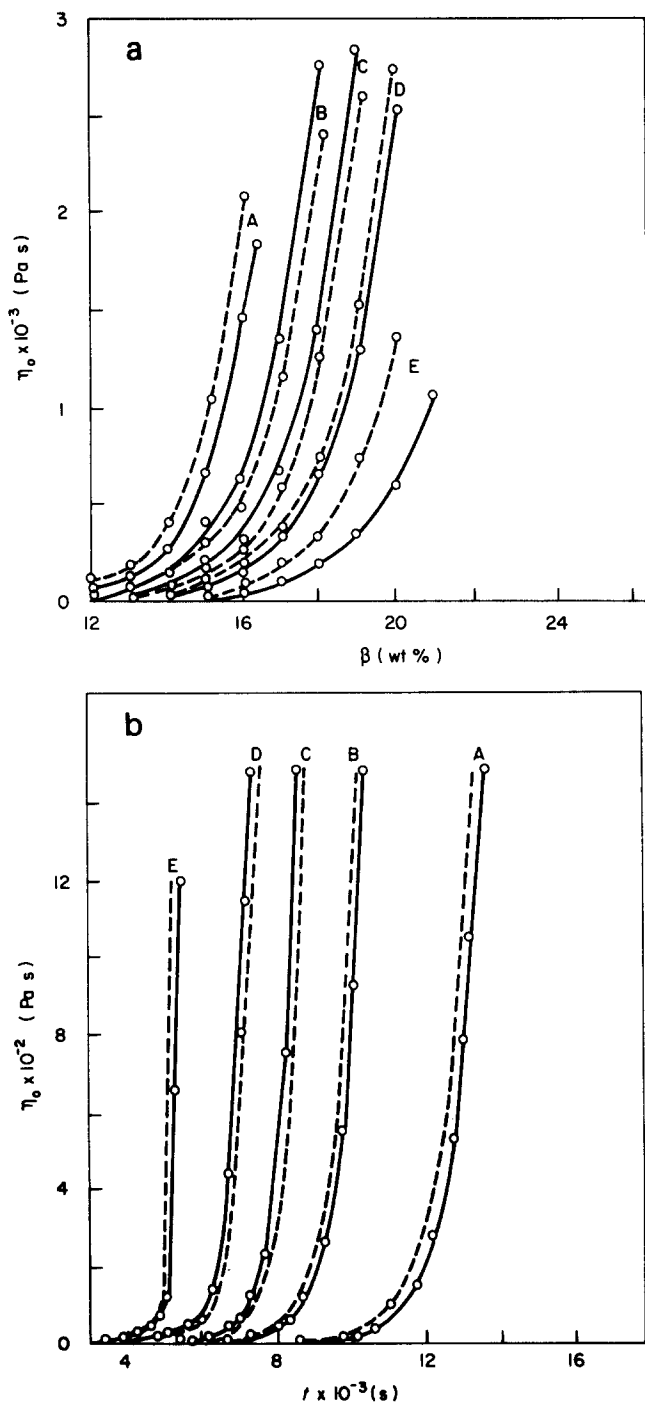 a
3
2
1
0
η₀ x 10⁻³ (Pa s)
A
B
C
D
E
12 16 20 24
β (wt %)
b
12
8
4
0
η₀ x 10⁻² (Pa s)
E D C B A
4 8 12 16
t x 10⁻³ (s)